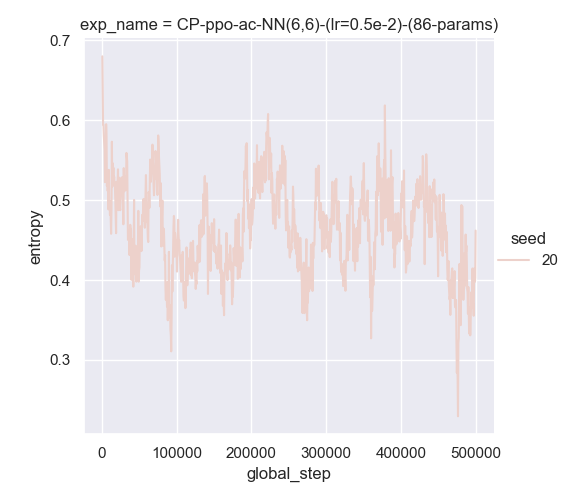 exp_name = CP-ppo-ac-NN(6,6)-(lr=0.5e-2)-(86-params)
0.7
0.6
0.5
0.4
0.3
entropy
seed
20
0 100000 200000 300000 400000 500000
global_step